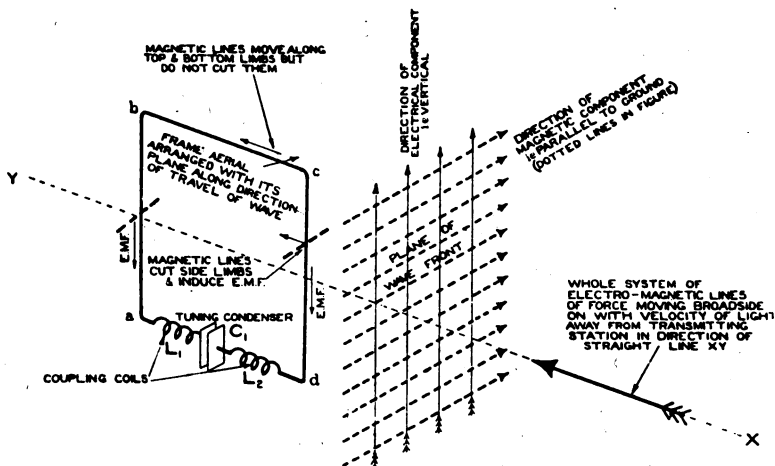 MAGNETIC LINES MOVE ALONG
TOP & BOTTOM LIMBS BUT
DO NOT CUT THEM
b
c
FRAME AERIAL
ARRANGED WITH ITS
PLANE ALONG DIRECTION
OF TRAVEL OF WAVE
Y
E.M.F.
MAGNETIC LINES
CUT SIDE LIMBS
& INDUCE E.M.F.
E.M.F.
a
TUNING CONDENSER
C1
L1
L2
d
COUPLING COILS
DIRECTION OF
ELECTRICAL COMPONENT
is VERTICAL
DIRECTION OF
MAGNETIC COMPONENT
is PARALLEL TO GROUND
(DOTTED LINES IN FIGURE)
PLANE OF
WAVE FRONT
WHOLE SYSTEM OF
ELECTRO-MAGNETIC LINES
OF FORCE MOVING BROADSIDE
ON WITH VELOCITY OF LIGHT
AWAY FROM TRANSMITTING
STATION IN DIRECTION OF
STRAIGHT LINE XY
X